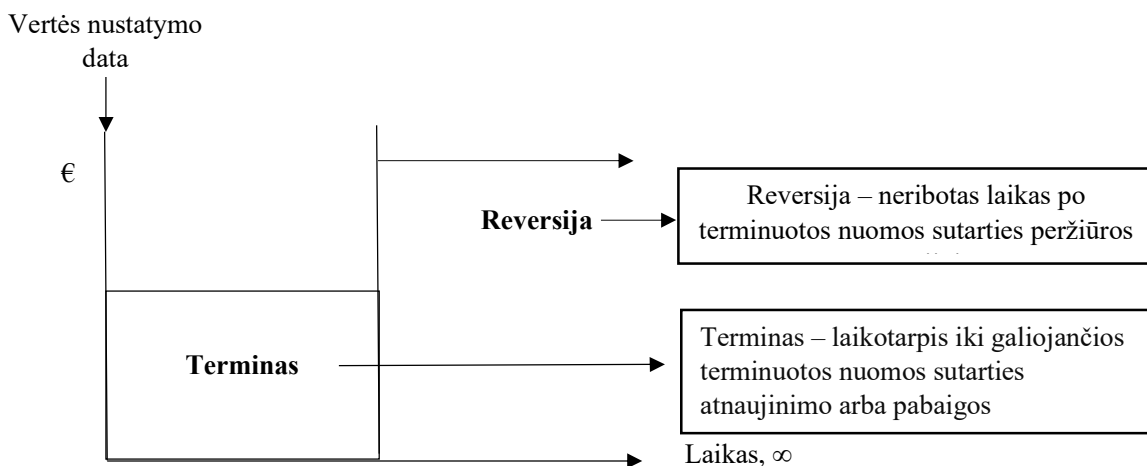 Vertės nustatymo
data
€
Reversija
Reversija – neribotas laikas po
terminuotos nuomos sutarties peržiūros
Terminas
Terminas – laikotarpis iki galiojančios
terminuotos nuomos sutarties
atnaujinimo arba pabaigos
Laikas, ∞